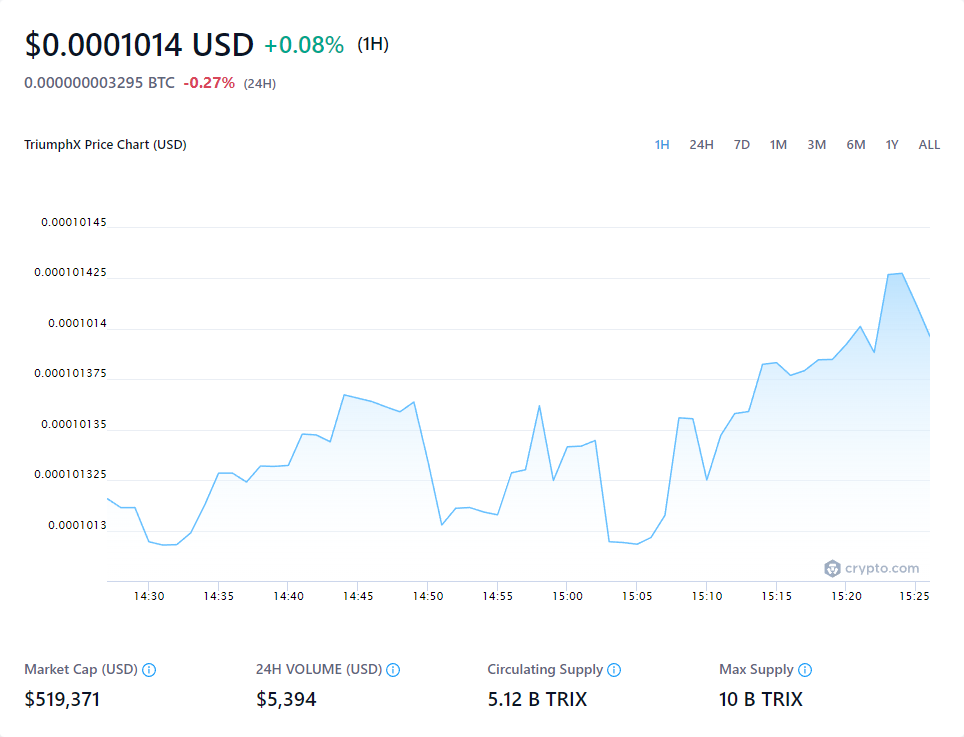 $0.0001014 USD +0.08% (1H)
0.000000003295 BTC -0.27% (24H)
TriumphX Price Chart (USD) 1H 24H 7D 1M 3M 6M 1Y ALL
0.00010145
0.000101425
0.0001014
0.000101375
0.00010135
0.000101325
0.0001013
crypto.com
14:30 14:35 14:40 14:45 14:50 14:55 15:00 15:05 15:10 15:15 15:20 15:25
Market Cap (USD) 24H VOLUME (USD) Circulating Supply Max Supply
$519,371 $5,394 5.12 B TRIX 10 B TRIX